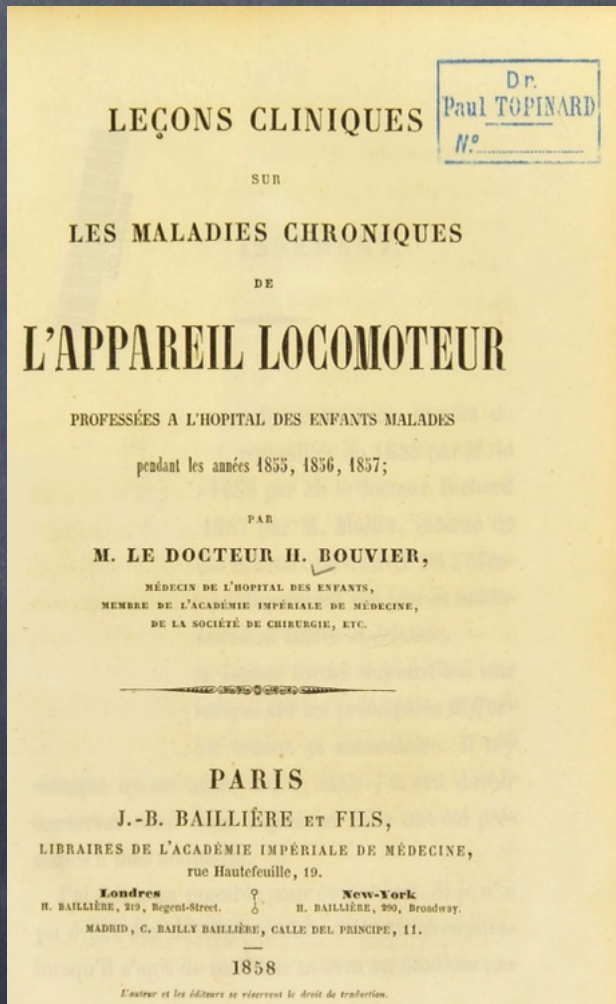 Dr.
Paul TOPINARD
N.º
LEÇONS CLINIQUES
SUR
LES MALADIES CHRONIQUES
DE
L'APPAREIL LOCOMOTEUR
PROFESSÉES A L'HOPITAL DES ENFANTS MALADES
pendant les années 1855, 1856, 1857;
PAR
M. LE DOCTEUR H. BOUVIER,
MÉDECIN DE L'HOPITAL DES ENFANTS,
MEMBRE DE L'ACADÉMIE IMPÉRIALE DE MÉDECINE,
DE LA SOCIÉTÉ DE CHIRURGIE, ETC.
PARIS
J.-B. BAILLIÈRE ET FILS,
LIBRAIRES DE L'ACADÉMIE IMPÉRIALE DE MÉDECINE,
rue Hautefeuille, 19.
Londres New-York
H. BAILLIÈRE, 219, Regent-Street. H. BAILLIÈRE, 290, Broadway.
MADRID, C. BAILLY BAILLIÈRE, CALLE DEL PRINCIPE, 11.
1858
L'auteur et les éditeurs se réservent le droit de traduction.